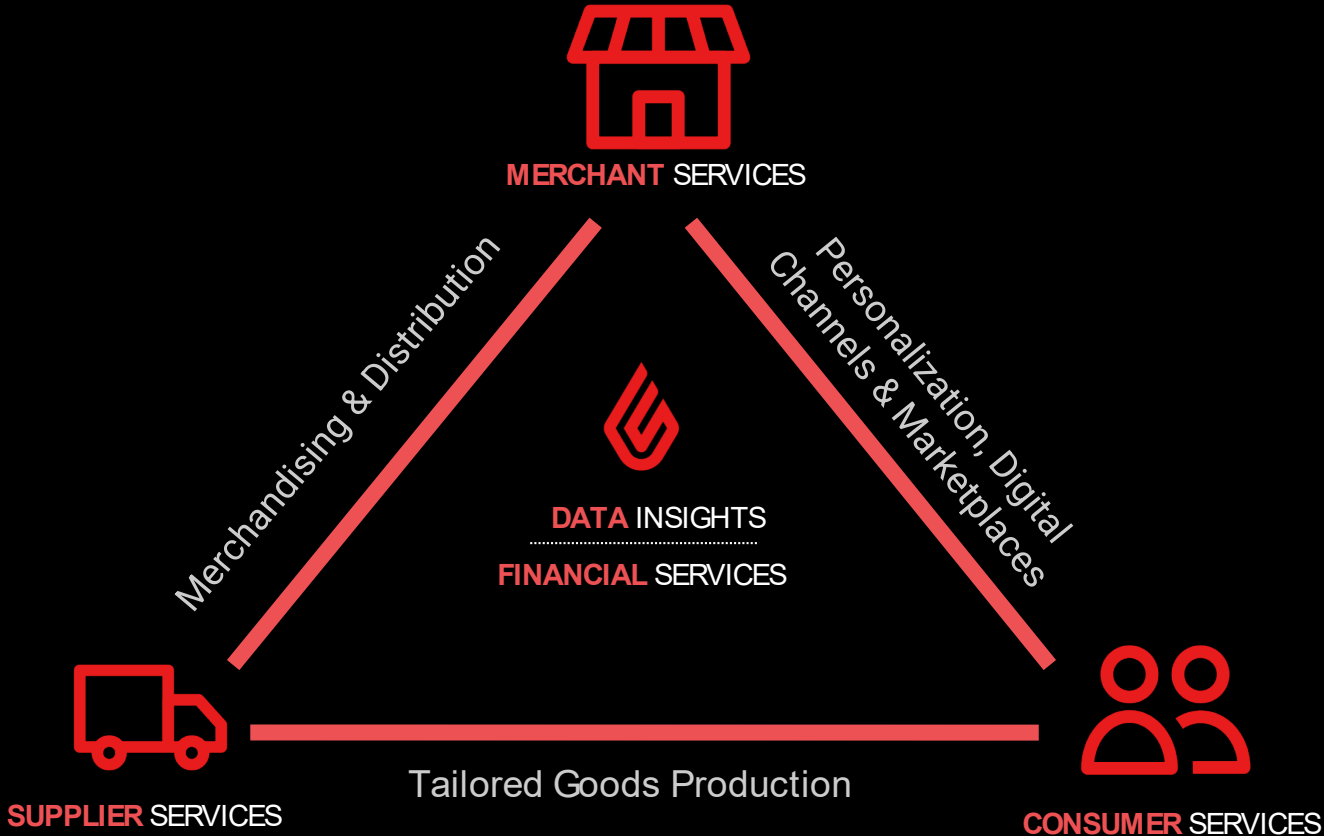 MERCHANT SERVICES
Merchandising & Distribution
Personalization, Digital
Channels & Marketplaces
DATA INSIGHTS
FINANCIAL SERVICES
Tailored Goods Production
SUPPLIER SERVICES
CONSUMER SERVICES